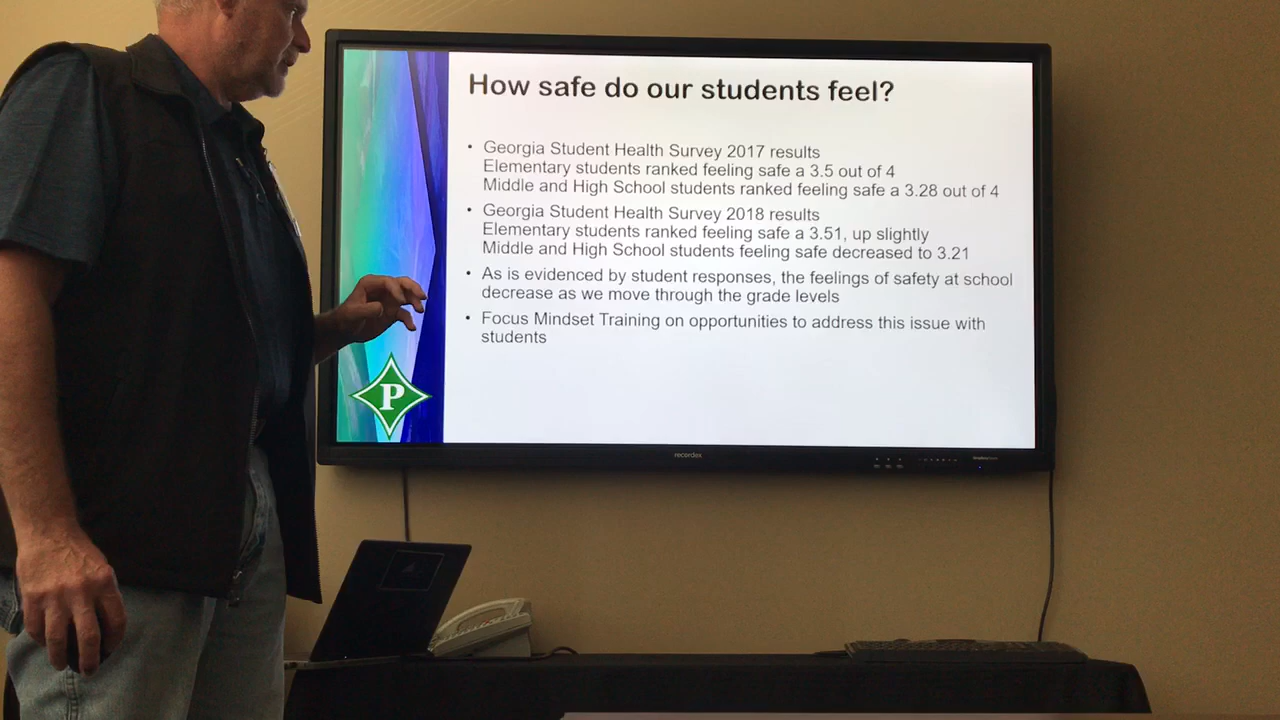 How safe do our students feel?
• Georgia Student Health Survey 2017 results
Elementary students ranked feeling safe a 3.5 out of 4
Middle and High School students ranked feeling safe a 3.28 out of 4
• Georgia Student Health Survey 2018 results
Elementary students ranked feeling safe a 3.51, up slightly
Middle and High School students feeling safe decreased to 3.21
• As is evidenced by student responses, the feelings of safety at school
decrease as we move through the grade levels
• Focus Mindset Training on opportunities to address this issue with
students
P
recordex